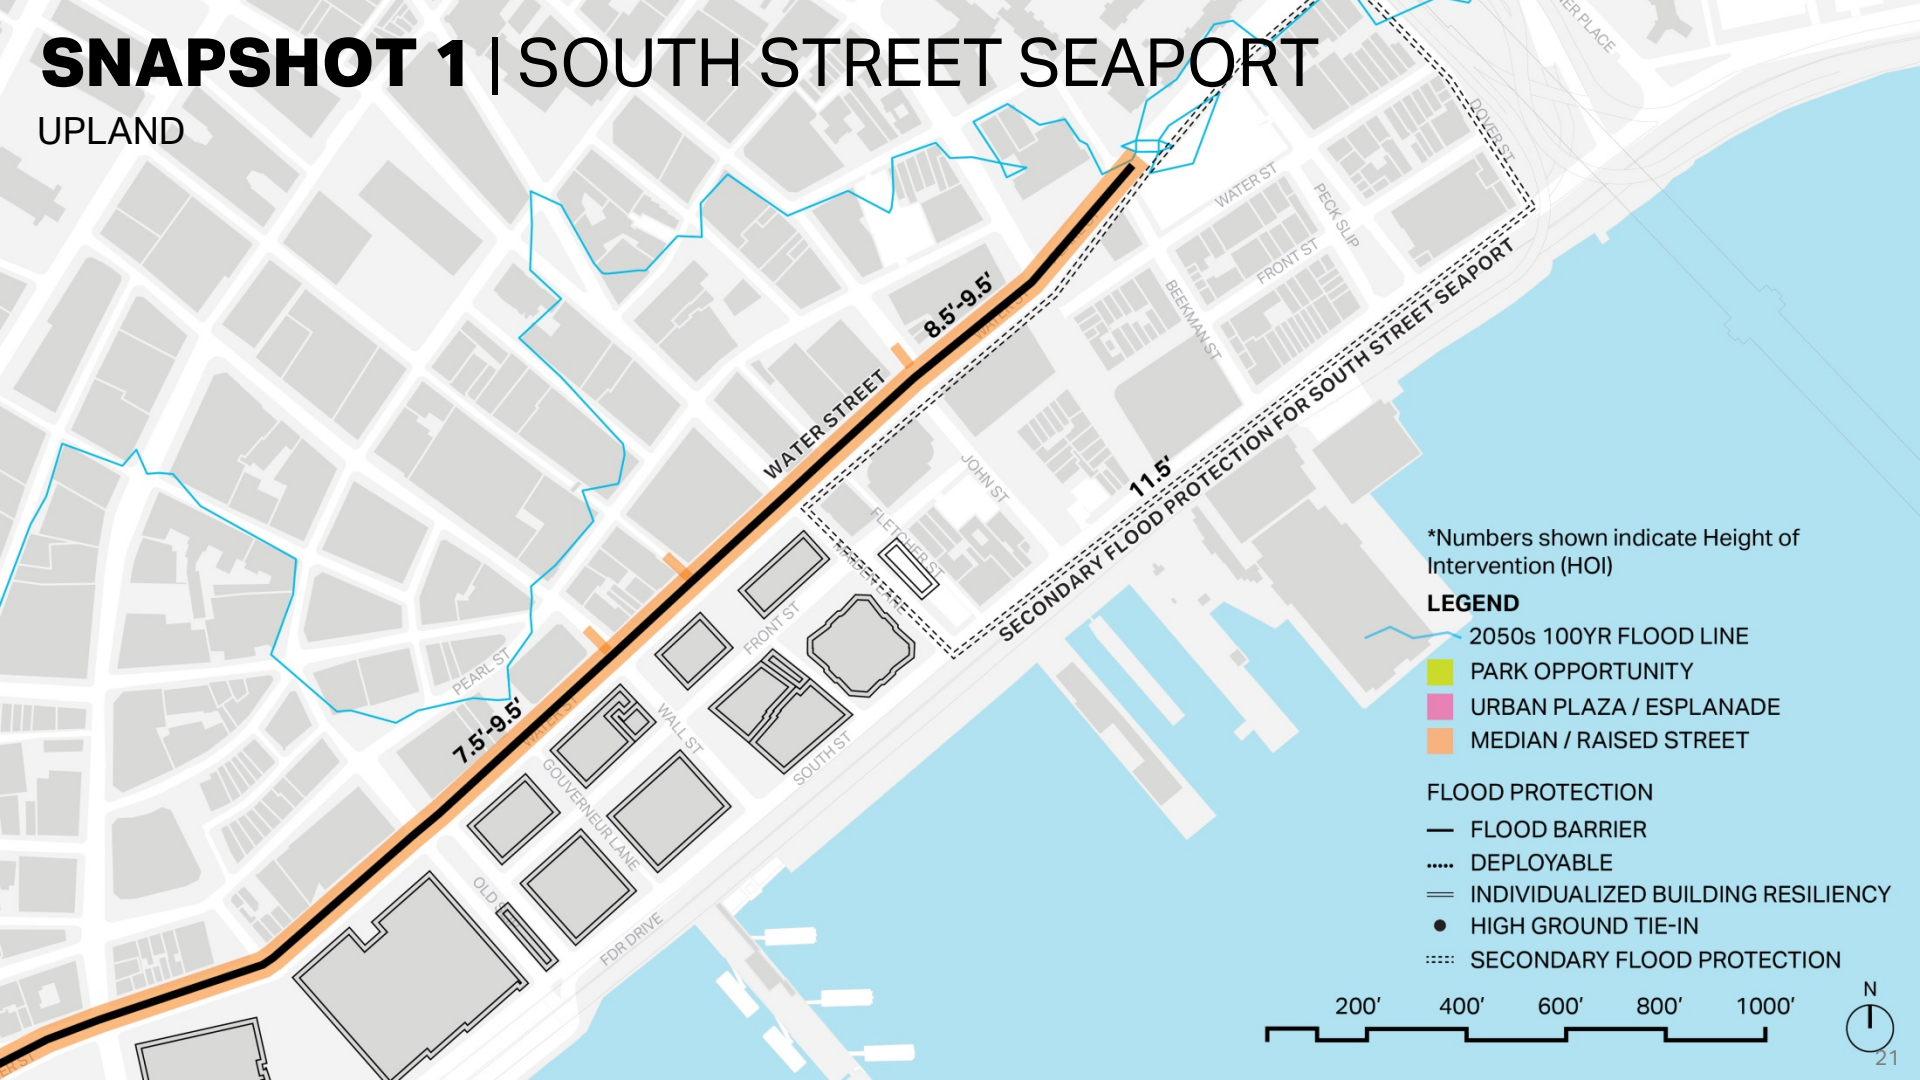 SNAPSHOT 1 | SOUTH STREET SEAPORT
UPLAND
DOVER ST
WATER ST
PECK SLIP
FRONT ST
BEEKMAN ST
8.5'-9.5'
WATER STREET
JOHN ST
FLETCHER ST
MAIDEN LANE
11.5'
SECONDARY FLOOD PROTECTION FOR SOUTH STREET SEAPORT
FRONT ST
PEARL ST
7.5'-9.5'
WATER ST
WALL ST
SOUTH ST
GOUVERNEUR LANE
OLD
FDR DRIVE
*Numbers shown indicate Height of
Intervention (HOI)
LEGEND
2050s 100YR FLOOD LINE
PARK OPPORTUNITY
URBAN PLAZA / ESPLANADE
MEDIAN / RAISED STREET
FLOOD PROTECTION
FLOOD BARRIER
DEPLOYABLE
INDIVIDUALIZED BUILDING RESILIENCY
HIGH GROUND TIE-IN
SECONDARY FLOOD PROTECTION
200' 400' 600' 800' 1000'
N
21